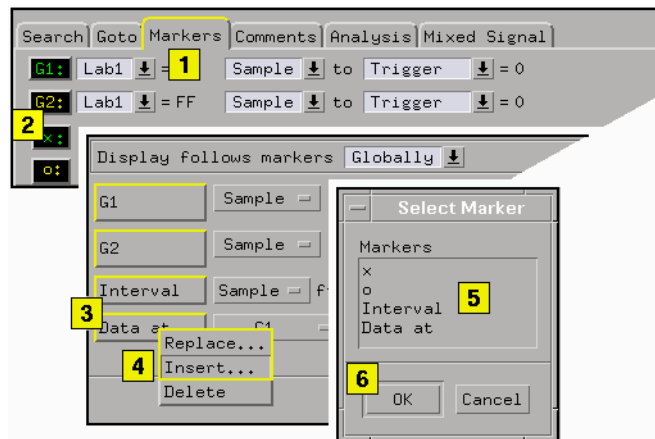 Search Goto Markers Comments Analysis Mixed Signal
G1: Lab1 = 1 Sample to Trigger = 0
G2: Lab1 = FF Sample to Trigger = 0
2
x:
o:
Display follows markers Globally
G1 Sample
G2 Sample
Interval Sample
3
Data at G1
4
Replace...
Insert...
Delete
Select Marker
Markers
x
o
Interval
Data at
5
6
OK Cancel